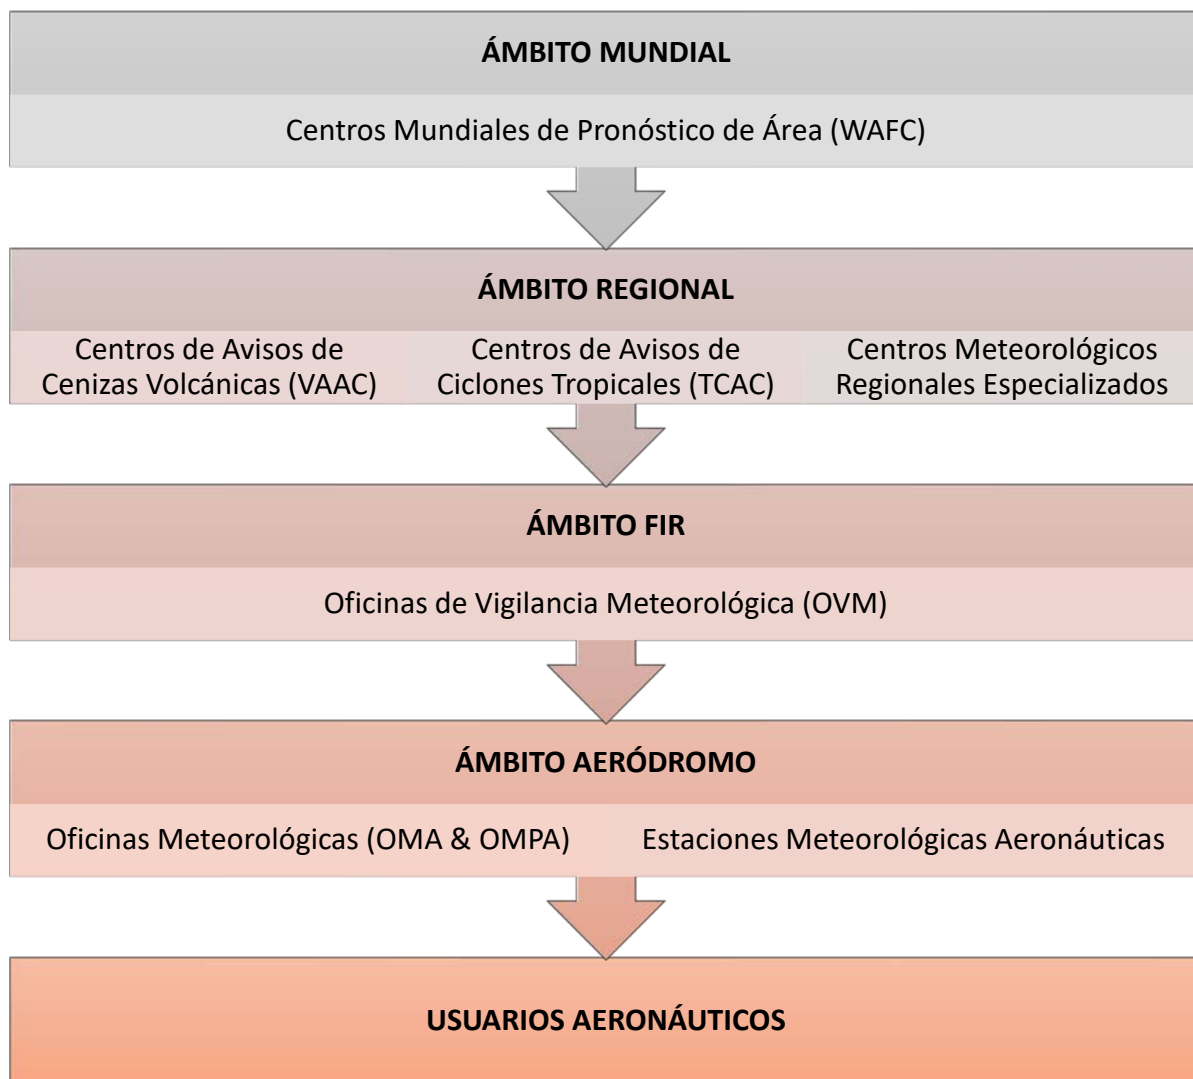 ÁMBITO MUNDIAL
Centros Mundiales de Pronóstico de Área (WAFC)
ÁMBITO REGIONAL
Centros de Avisos de
Cenizas Volcánicas (VAAC)
Centros de Avisos de
Ciclones Tropicales (TCAC)
Centros Meteorológicos
Regionales Especializados
ÁMBITO FIR
Oficinas de Vigilancia Meteorológica (OVM)
ÁMBITO AERÓDROMO
Oficinas Meteorológicas (OMA & OMPA)
Estaciones Meteorológicas Aeronáuticas
USUARIOS AERONÁUTICOS